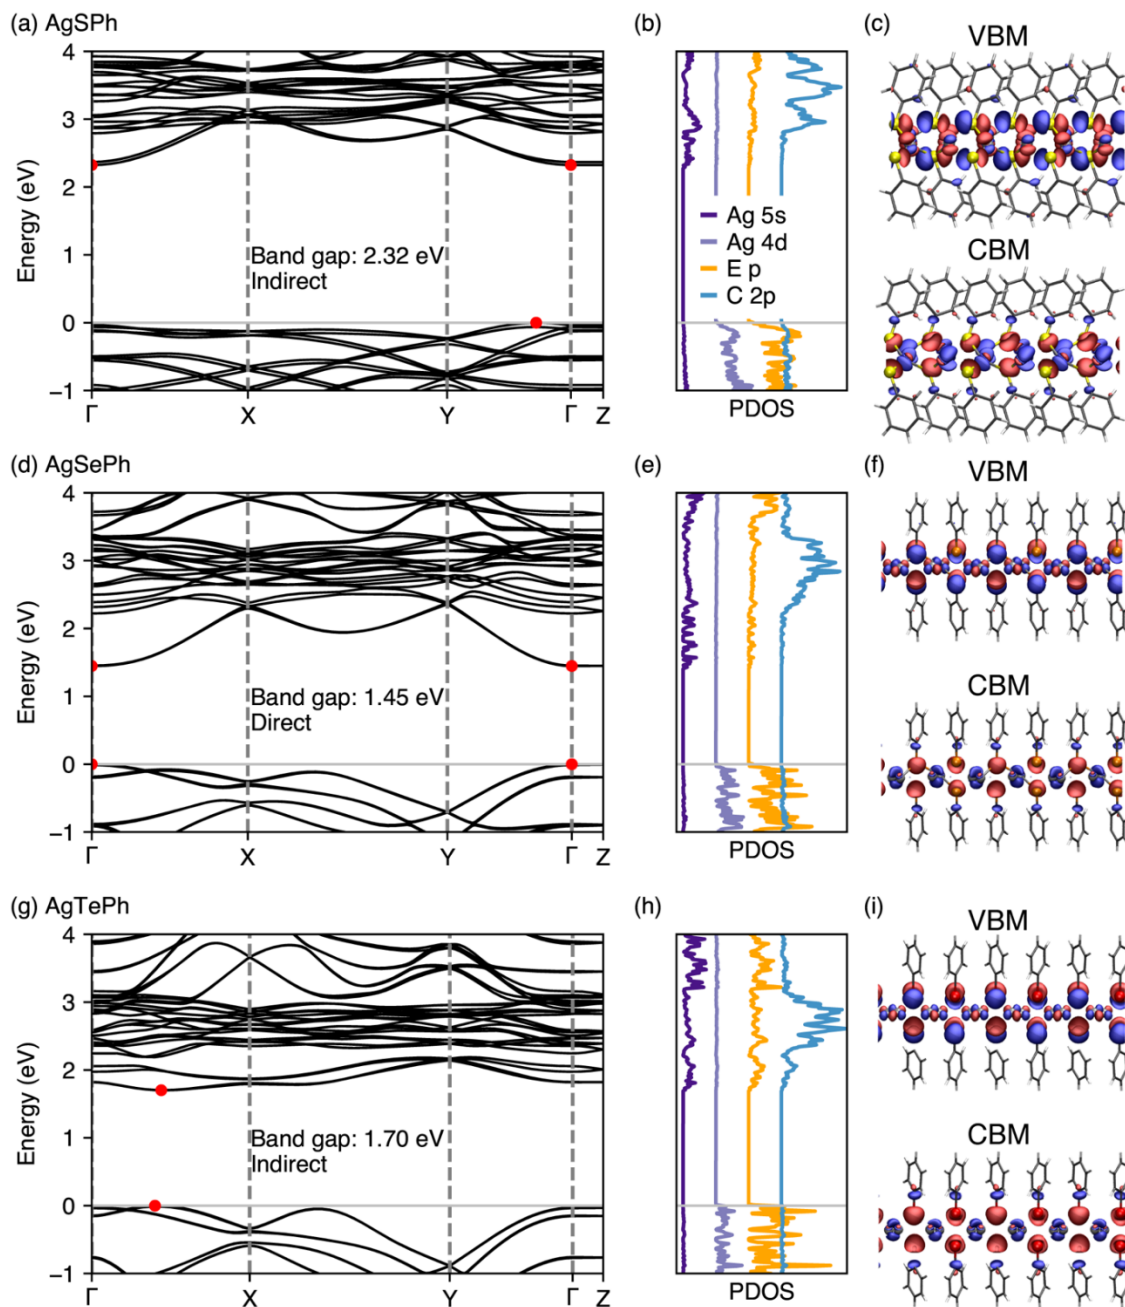 (a) AgSPh
(b)
(c)
VBM
CBM
Energy (eV)
4
3
2
1
0
−1
Band gap: 2.32 eV
Indirect
Γ
X
Y
Γ
Z
Ag 5s
Ag 4d
E p
C 2p
PDOS
(d) AgSePh
(e)
(f)
VBM
CBM
Energy (eV)
4
3
2
1
0
−1
Band gap: 1.45 eV
Direct
Γ
X
Y
Γ
Z
PDOS
(g) AgTePh
(h)
(i)
VBM
CBM
Energy (eV)
4
3
2
1
0
−1
Band gap: 1.70 eV
Indirect
Γ
X
Y
Γ
Z
PDOS